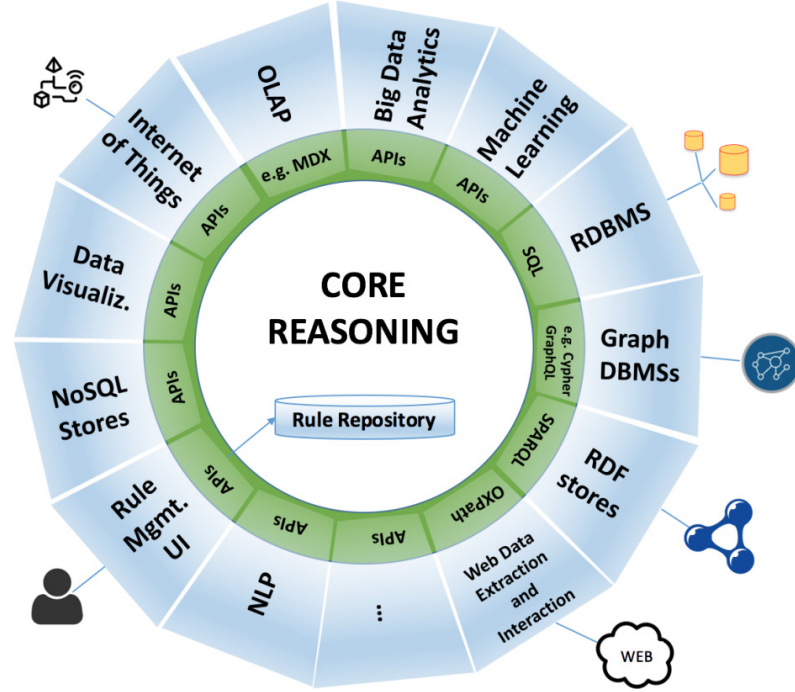 OLAP
e.g. MDX
Big Data
Analytics
APIs
Machine
Learning
APIs
RDBMS
SQL
Graph
DBMSs
e.g. Cypher
GraphQL
RDF
stores
SPARQL
Web Data
Extraction
and
Interaction
OXPath
WEB
...
APIs
NLP
APIs
Rule
Mgmt.
UI
APIs
NoSQL
Stores
APIs
Data
Visualiz.
APIs
Internet
of Things
APIs
CORE
REASONING
Rule Repository